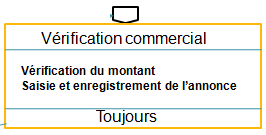 Vérification commercial
Vérification du montant
Saisie et enregistrement de l'annonce
Toujours